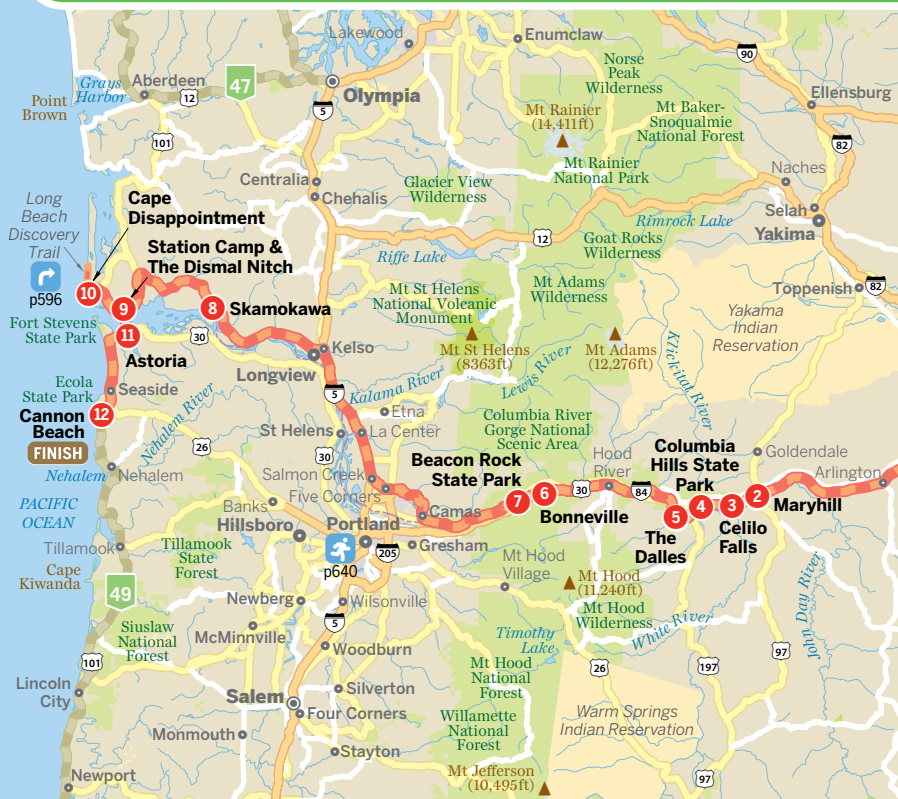 Lakewood
Enumclaw
90
Grays
Harbor
Aberdeen
12
47
Olympia
5
Norse
Peak
Wilderness
Ellensburg
Point
Brown
101
Mt Rainier
(14,411ft)
Mt Baker-
Snoqualmie
National Forest
82
Mt Rainier
National Park
Naches
Centralia
Chehalis
Glacier View
Wilderness
Selah
Yakima
Long
Beach
Discovery
Trail
Cape
Disappointment
Rimrock Lake
12
Goat Rocks
Wilderness
Station Camp &
The Dismal Nitch
Riffe Lake
p596
10
9
8
Skamokawa
Mt St Helens
National Volcanic
Monument
Mt Adams
Wilderness
Toppenish
82
Yakama
Indian
Reservation
Fort Stevens
State Park
11
30
Astoria
Kelso
Longview
Mt St Helens
(8363ft)
Mt Adams
(12,276ft)
Klickitat River
Lewis River
Ecola
State Park
Seaside
5
Kalama River
Cannon
Beach
12
FINISH
Nehalem River
Etna
La Center
St Helens
Columbia River
Gorge National
Scenic Area
26
30
Nehalem
Nehalem
Salmon Creek
Five Corners
Beacon Rock
State Park
Hood
River
Columbia
Hills State
Park
Goldendale
Arlington
PACIFIC
OCEAN
Banks
Hillsboro
Portland
Camas
7
6
30
84
Bonneville
5
4
3
2
Maryhill
The
Dalles
Celilo
Falls
Tillamook
Tillamook
State
Forest
p640
205
Gresham
Mt Hood
Village
Cape
Kiwanda
49
Mt Hood
(11,240ft)
Mt Hood
Wilderness
John Day River
Newberg
Wilsonville
5
Siuslaw
National
Forest
McMinnville
Timothy
Lake
White River
101
Woodburn
26
197
97
Mt Hood
National
Forest
Lincoln
City
Salem
Silverton
Four Corners
Willamette
National
Forest
Warm Springs
Indian Reservation
Monmouth
Stayton
Mt Jefferson
(10,495ft)
97
Newport